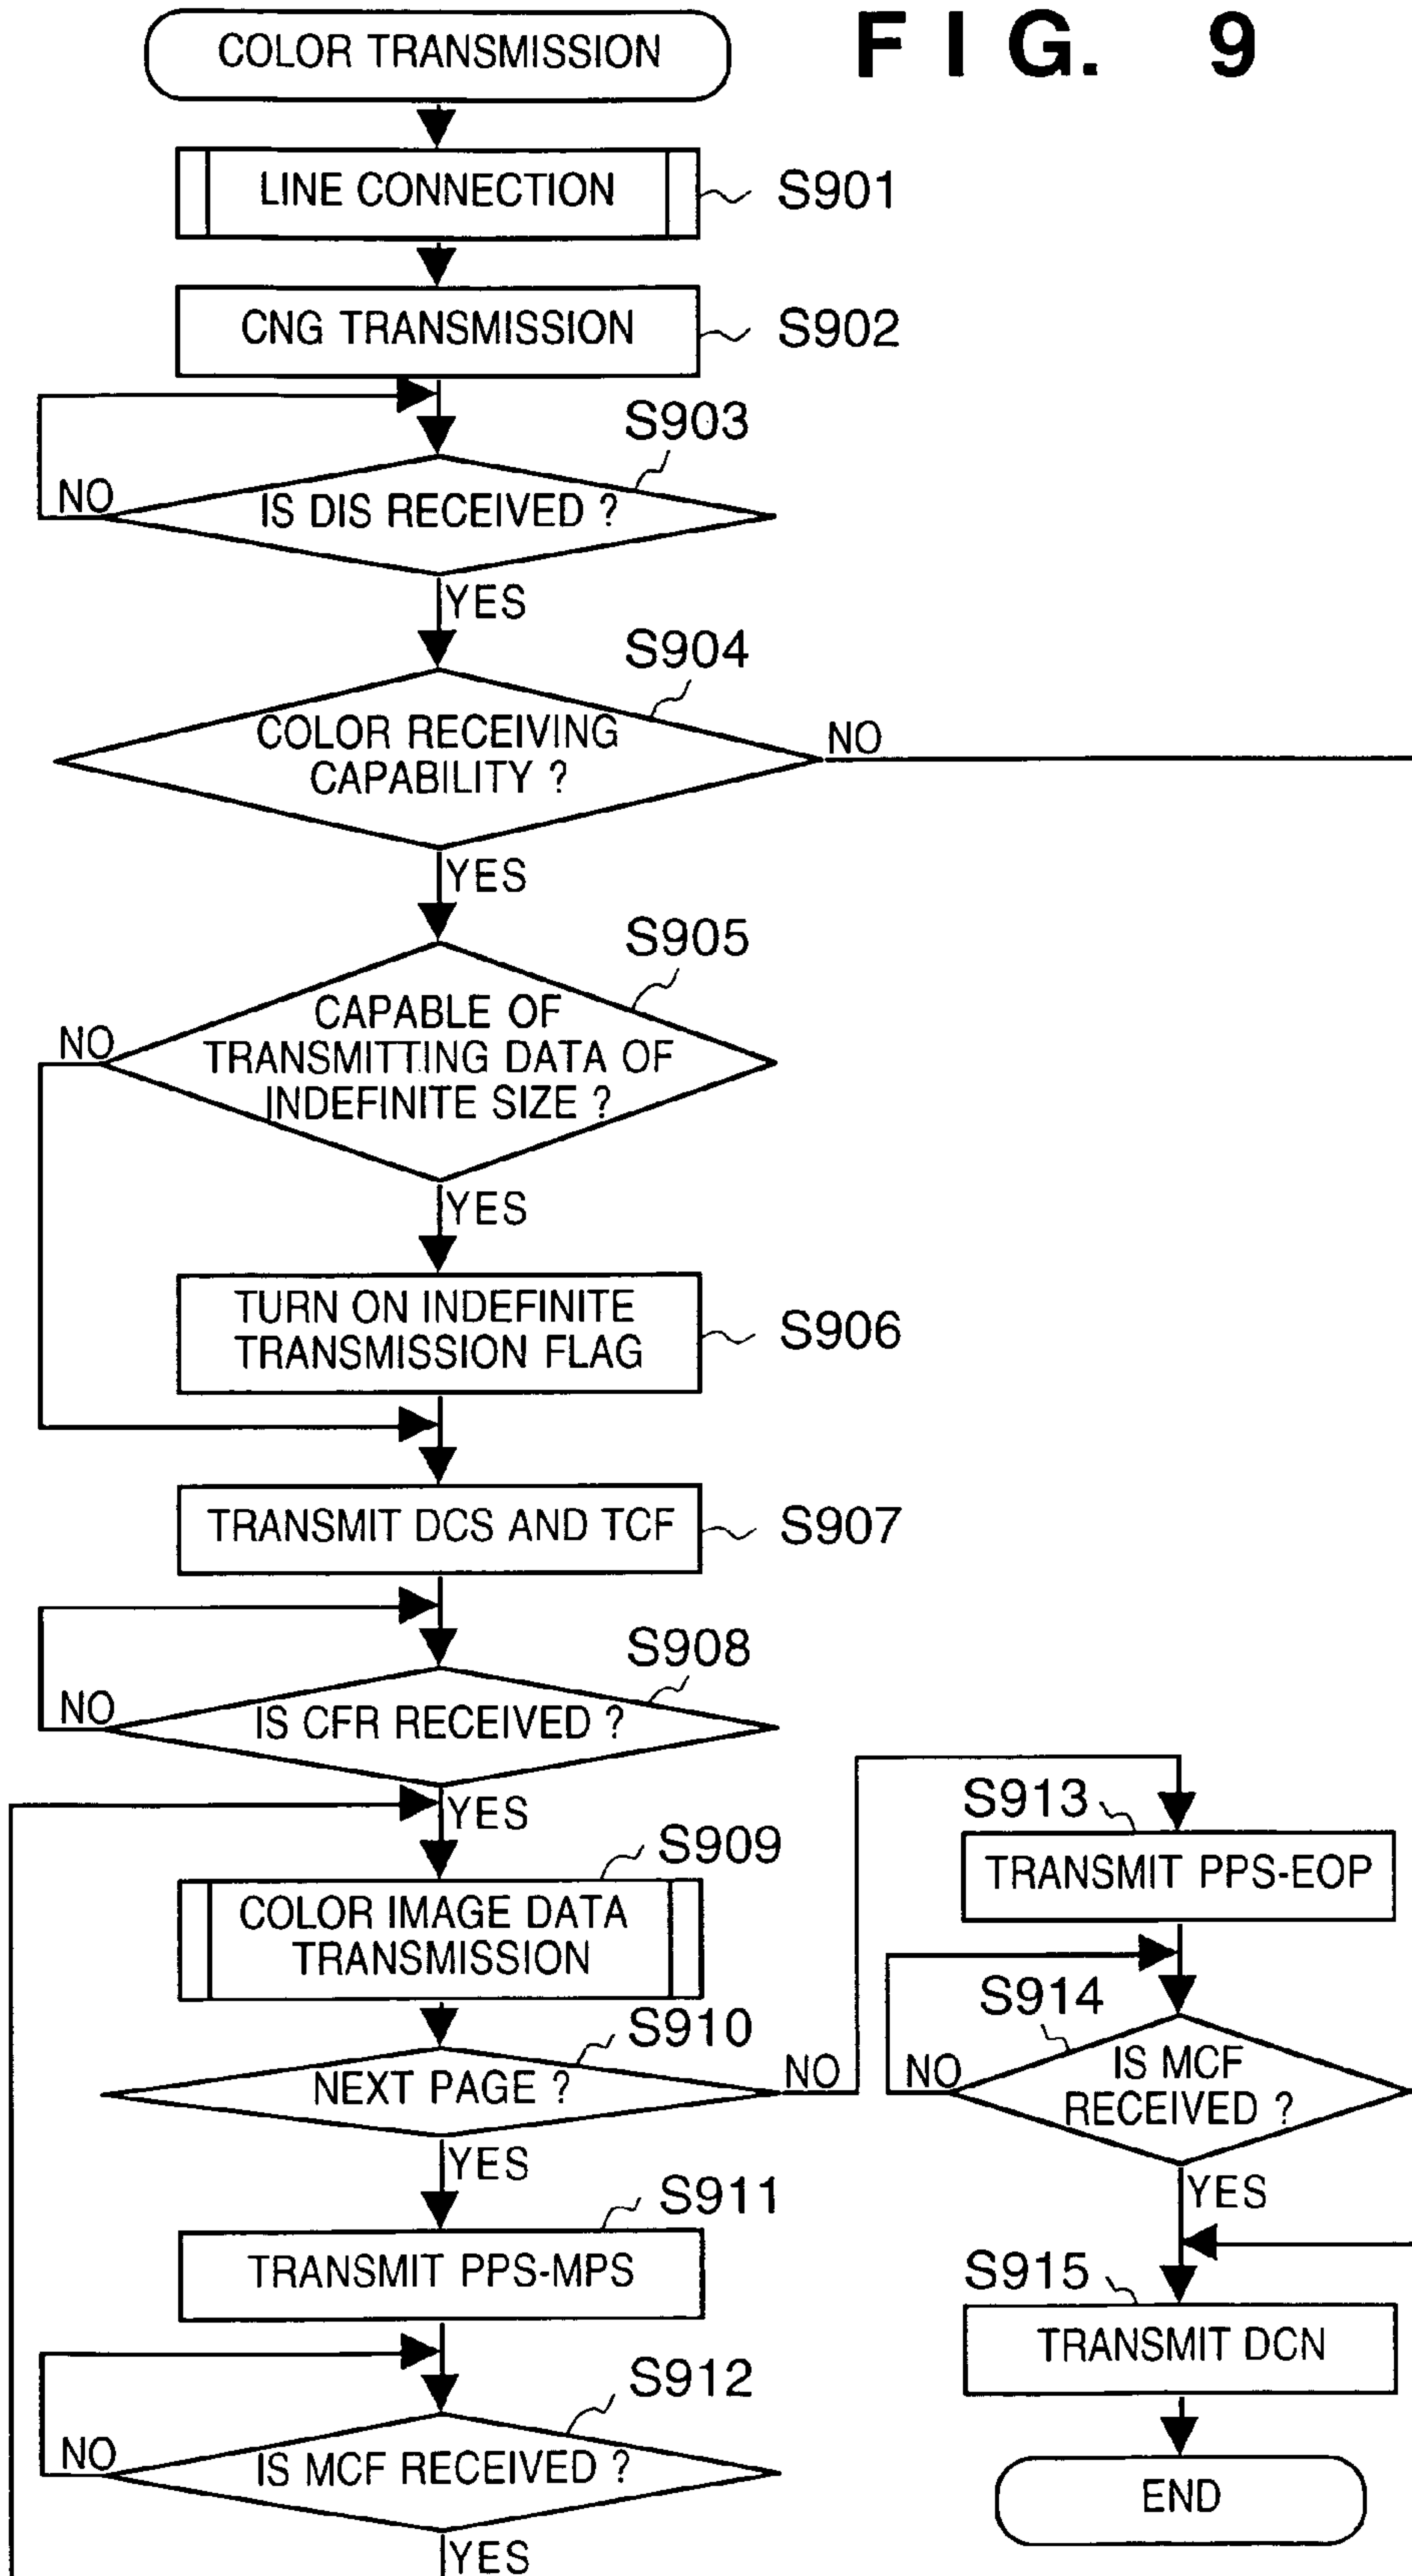 FIG. 9
COLOR TRANSMISSION
LINE CONNECTION
S901
CNG TRANSMISSION
S902
S903
NO
IS DIS RECEIVED ?
YES
S904
COLOR RECEIVING
CAPABILITY ?
NO
YES
S905
NO
CAPABLE OF
TRANSMITTING DATA OF
INDEFINITE SIZE ?
YES
TURN ON INDEFINITE
TRANSMISSION FLAG
S906
TRANSMIT DCS AND TCF
S907
S908
NO
IS CFR RECEIVED ?
YES
S909
COLOR IMAGE DATA
TRANSMISSION
S910
NEXT PAGE ?
NO
YES
S911
TRANSMIT PPS-MPS
S912
NO
IS MCF RECEIVED ?
YES
S913
TRANSMIT PPS-EOP
S914
NO
IS MCF
RECEIVED ?
YES
S915
TRANSMIT DCN
END